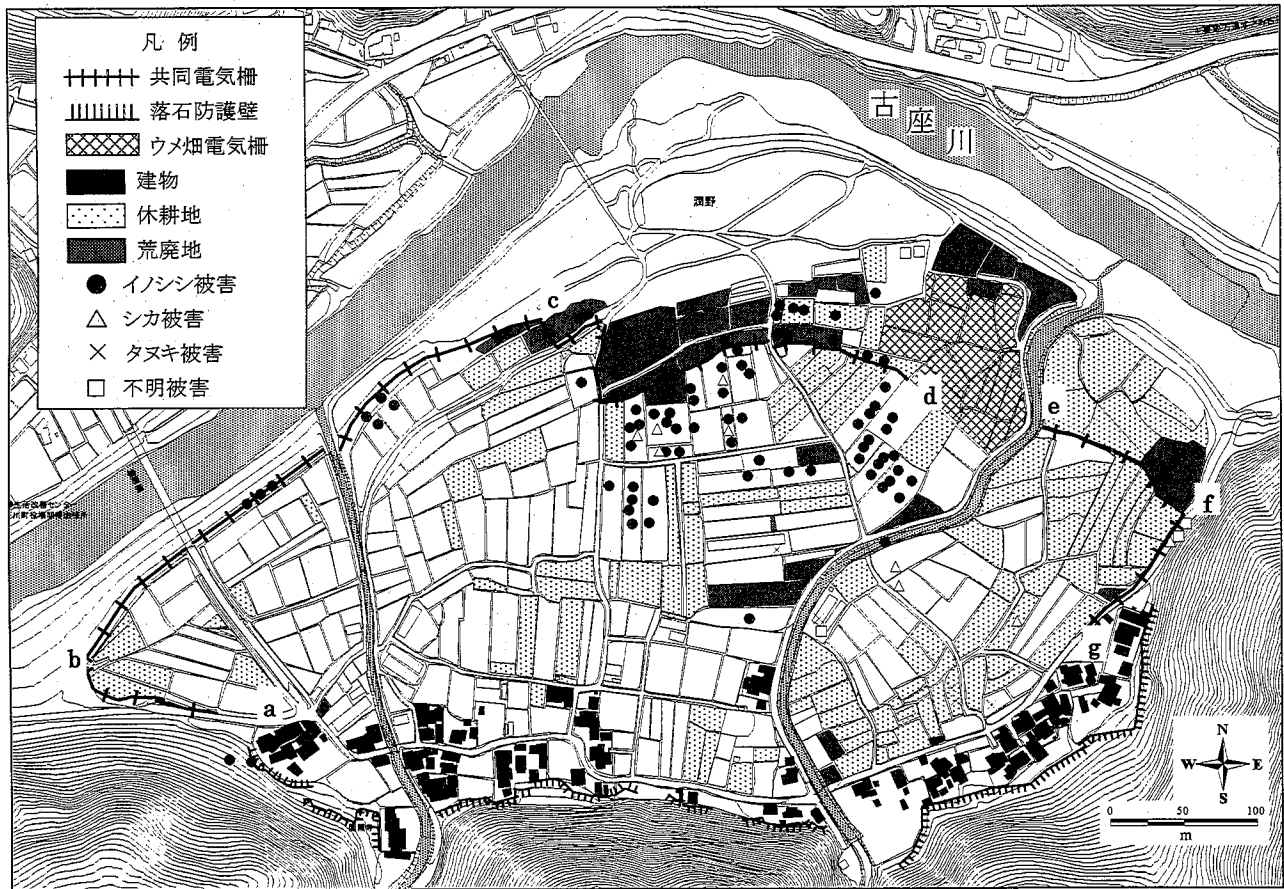 凡 例
共同電気柵
落石防護壁
ウメ畑電気柵
建物
休耕地
荒廃地
イノシシ被害
シカ被害
タヌキ被害
不明被害
古座川
潤野
c
d
e
f
b
a
g
N
W E
S
0 50 100
m